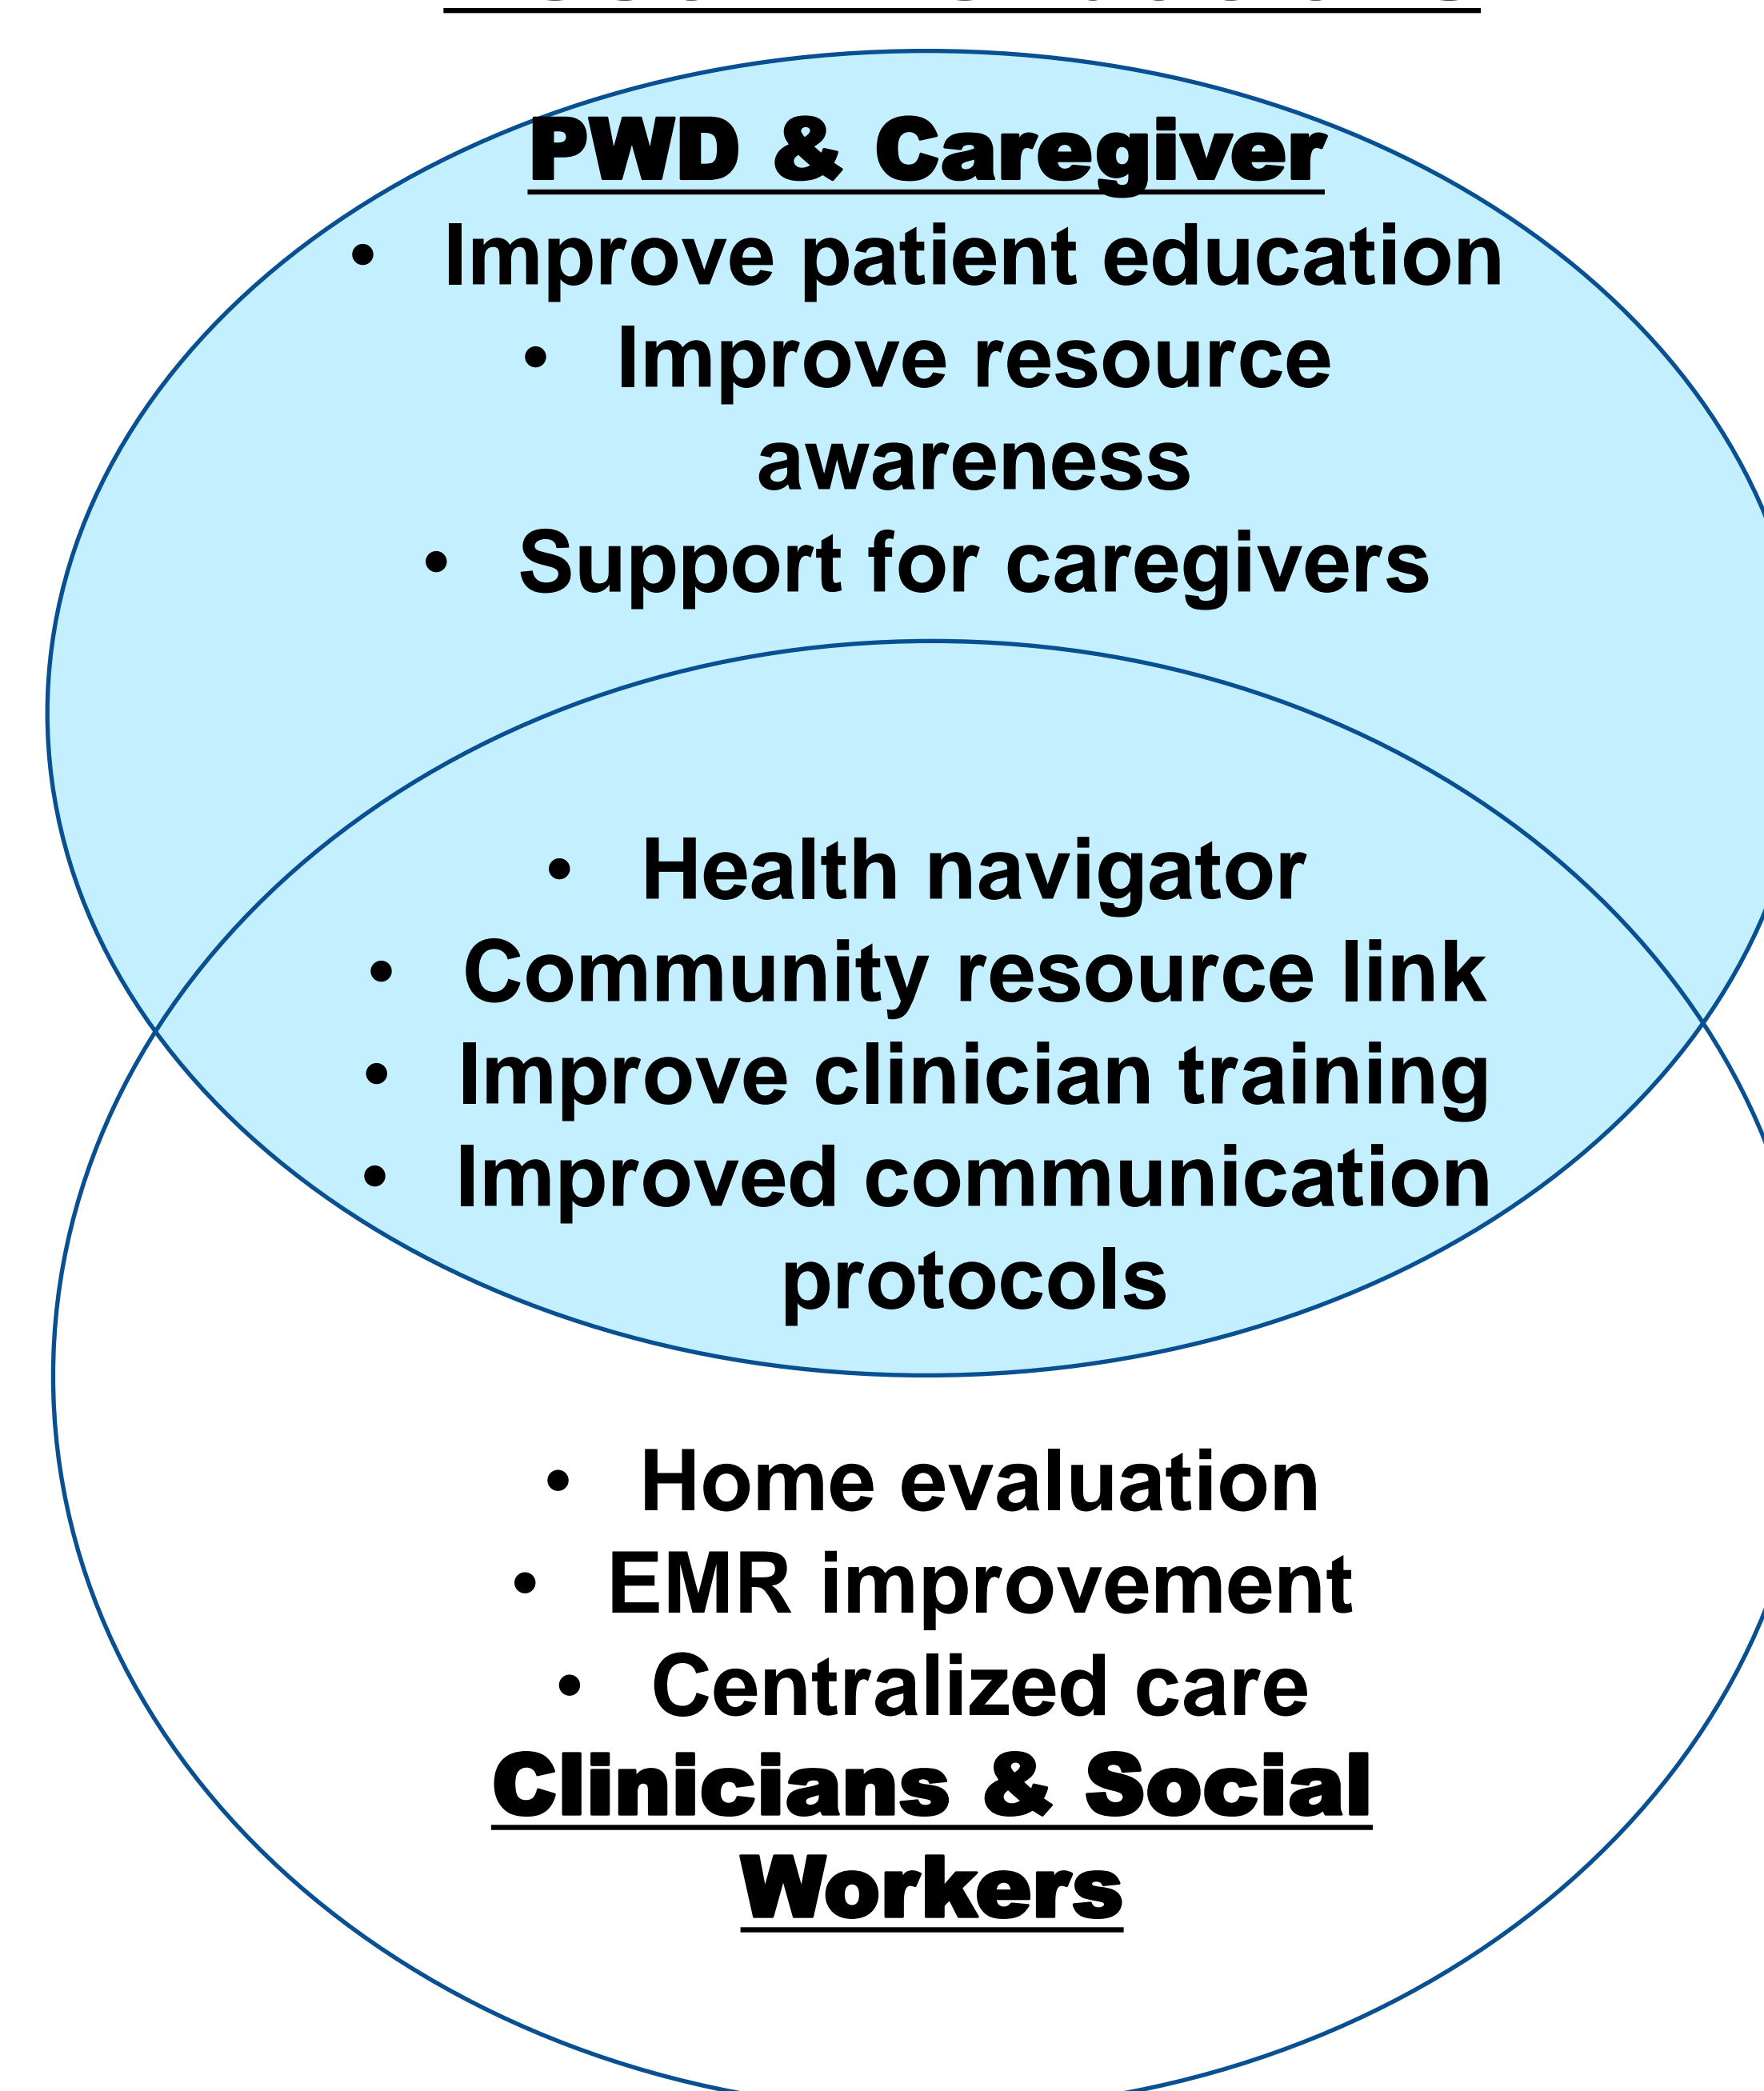 PWD & Caregiver
• Improve patient education
• Improve resource
awareness
• Support for caregivers
• Health navigator
• Community resource link
• Improve clinician training
• Improved communication
protocols
• Home evaluation
• EMR improvement
• Centralized care
Clinicians & Social
Workers